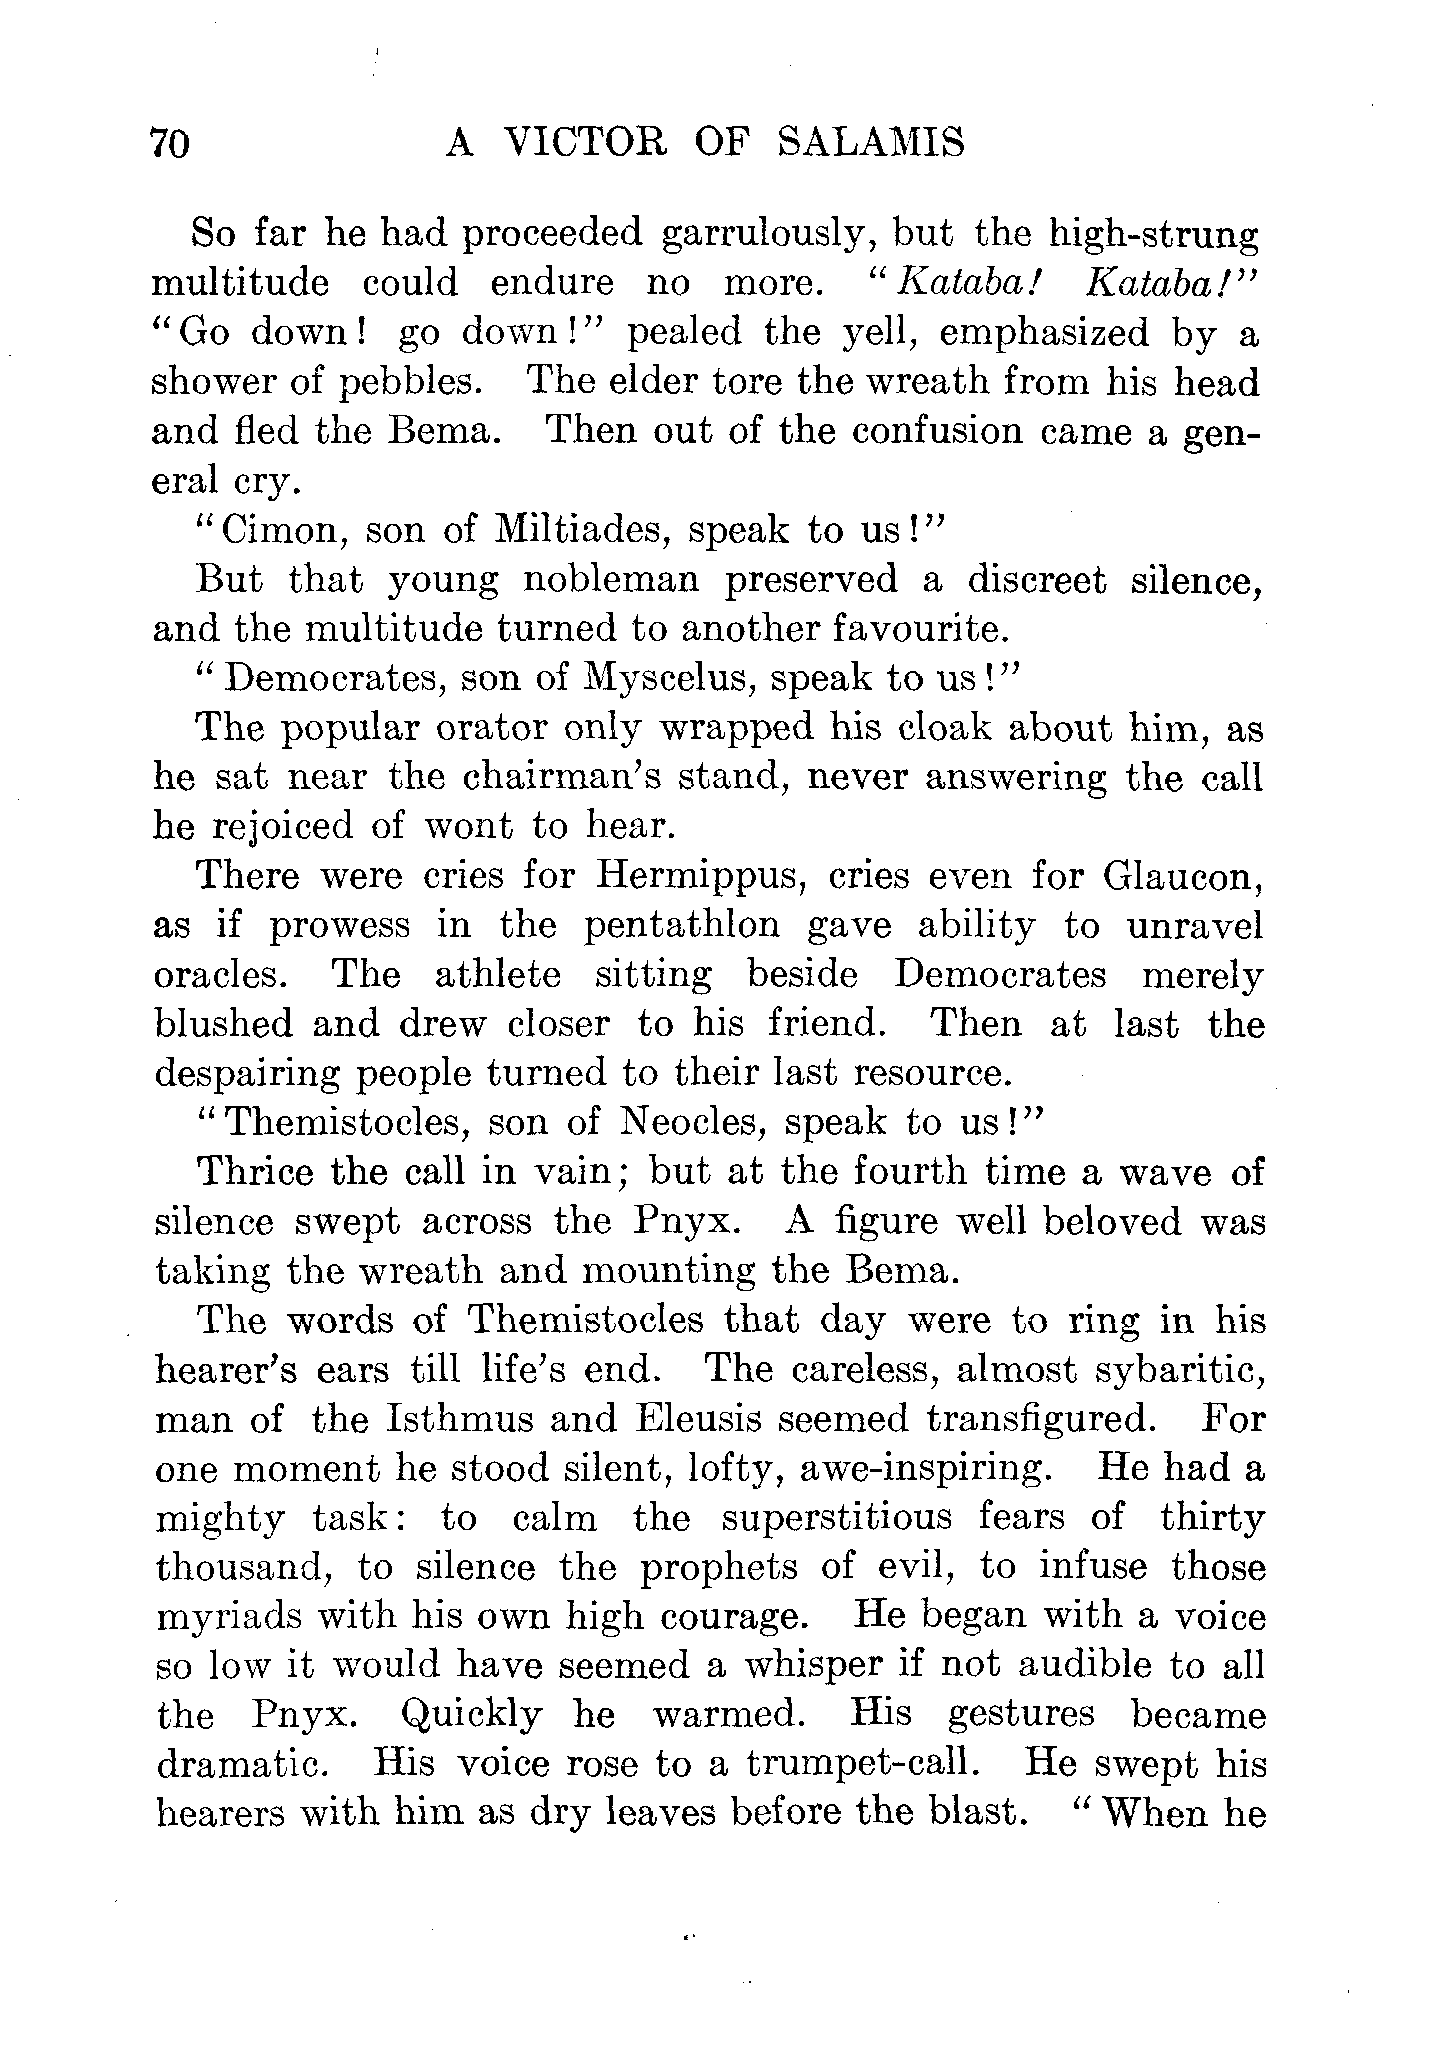 70 A VICTOR OF SALAMIS
So far he had proceeded garrulously, but the high-strung
multitude could endure no more. "Kataba! Kataba!"
"Go down! go down!" pealed the yell, emphasized by a
shower of pebbles. The elder tore the wreath from his head
and fled the Bema. Then out of the confusion came a gen-
eral cry.
"Cimon, son of Miltiades, speak to us!"
But that young nobleman preserved a discreet silence,
and the multitude turned to another favourite.
"Democrates, son of Myscelus, speak to us!"
The popular orator only wrapped his cloak about him, as
he sat near the chairman's stand, never answering the call
he rejoiced of wont to hear.
There were cries for Hermippus, cries even for Glaucon,
as if prowess in the pentathlon gave ability to unravel
oracles. The athlete sitting beside Democrates merely
blushed and drew closer to his friend. Then at last the
despairing people turned to their last resource.
"Themistocles, son of Neocles, speak to us!"
Thrice the call in vain; but at the fourth time a wave of
silence swept across the Pnyx. A figure well beloved was
taking the wreath and mounting the Bema.
The words of Themistocles that day were to ring in his
hearer's ears till life's end. The careless, almost sybaritic,
man of the Isthmus and Eleusis seemed transfigured. For
one moment he stood silent, lofty, awe-inspiring. He had a
mighty task: to calm the superstitious fears of thirty
thousand, to silence the prophets of evil, to infuse those
myriads with his own high courage. He began with a voice
so low it would have seemed a whisper if not audible to all
the Pnyx. Quickly he warmed. His gestures became
dramatic. His voice rose to a trumpet-call. He swept his
hearers with him as dry leaves before the blast. "When he